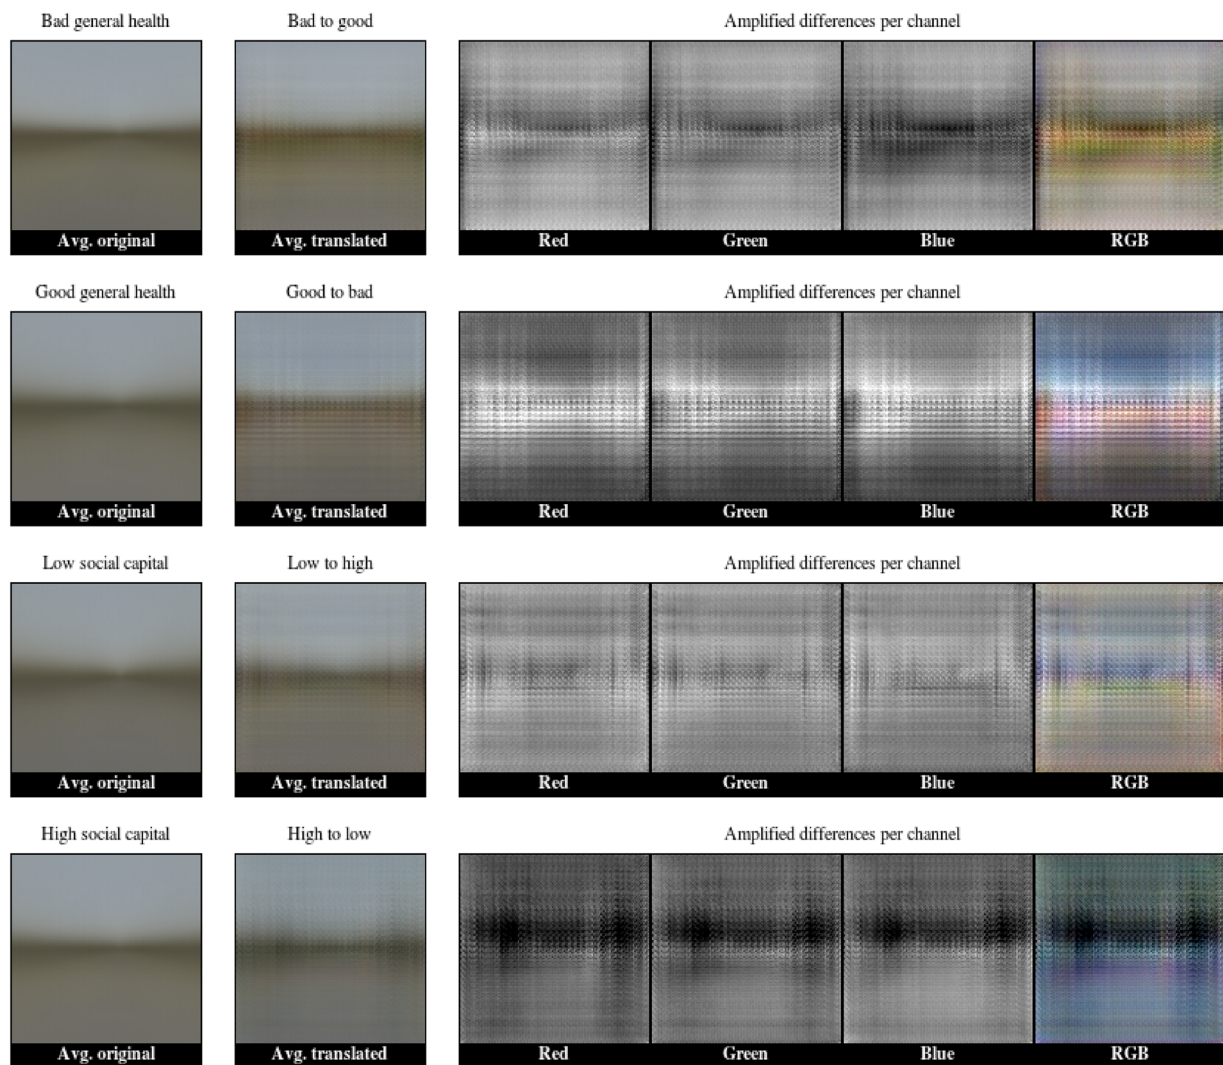 Bad general health
Bad to good
Amplified differences per channel
Avg. original
Avg. translated
Red
Green
Blue
RGB
Good general health
Good to bad
Amplified differences per channel
Avg. original
Avg. translated
Red
Green
Blue
RGB
Low social capital
Low to high
Amplified differences per channel
Avg. original
Avg. translated
Red
Green
Blue
RGB
High social capital
High to low
Amplified differences per channel
Avg. original
Avg. translated
Red
Green
Blue
RGB